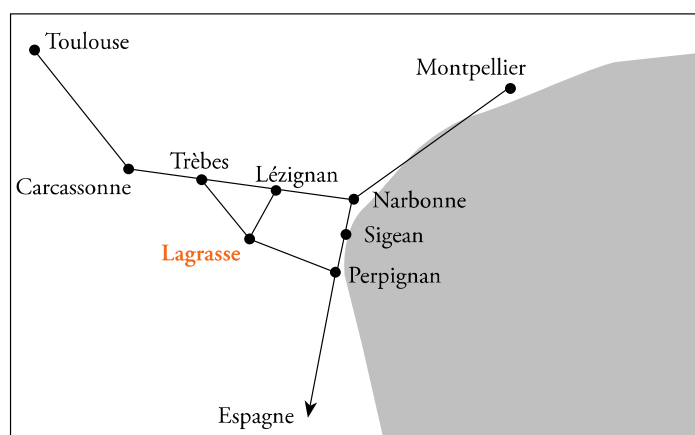 Toulouse
Montpellier
Trèbes
Lézignan
Carcassonne
Narbonne
Sigean
Lagrasse
Perpignan
Espagne